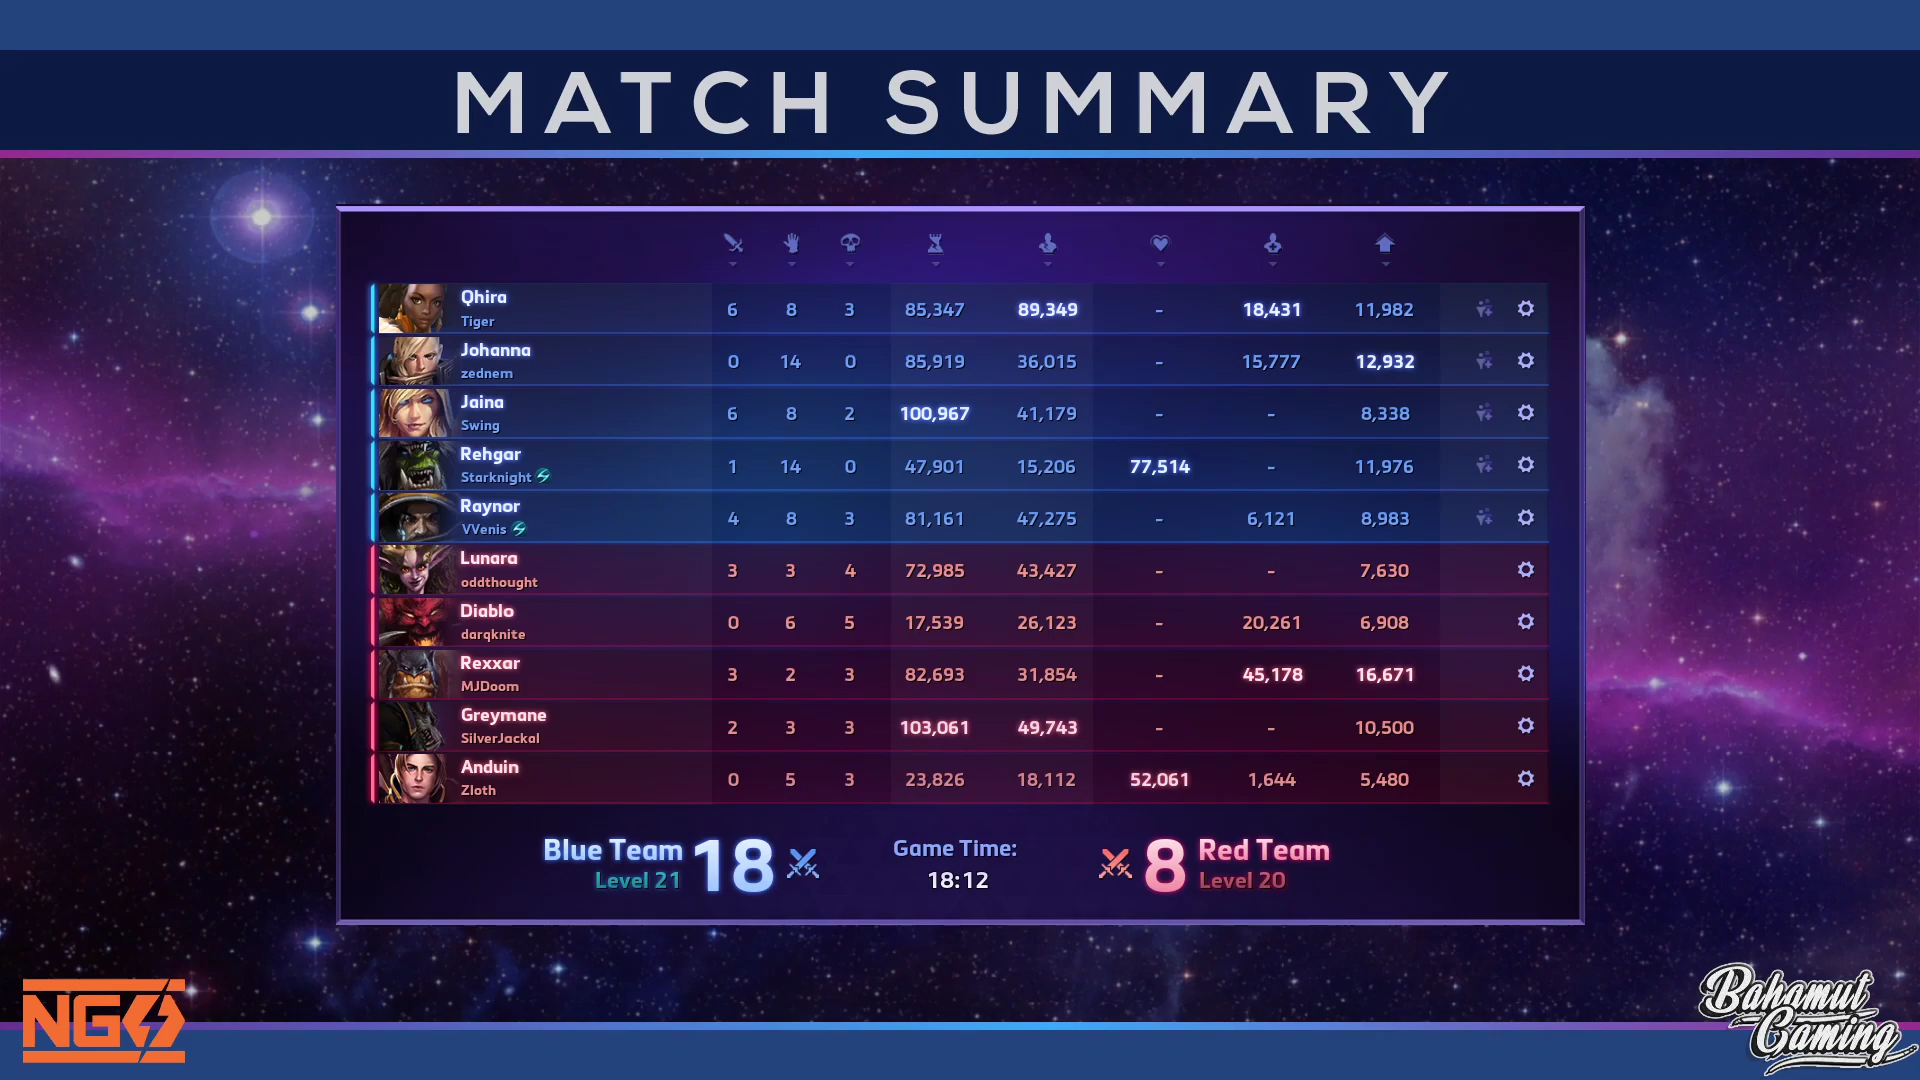 MATCH SUMMARY
Qhira
Tiger
6 8 3 85,347 89,349 - 18,431 11,982
Johanna
zednem
0 14 0 85,919 36,015 - 15,777 12,932
Jaina
Swing
6 8 2 100,967 41,179 - - 8,338
Rehgar
Starknight
1 14 0 47,901 15,206 77,514 - 11,976
Raynor
VVenis
4 8 3 81,161 47,275 - 6,121 8,983
Lunara
oddthought
3 3 4 72,985 43,427 - - 7,630
Diablo
darqknite
0 6 5 17,539 26,123 - 20,261 6,908
Rexxar
MJDoom
3 2 3 82,693 31,854 - 45,178 16,671
Greymane
SilverJackal
2 3 3 103,061 49,743 - - 10,500
Anduin
Zloth
0 5 3 23,826 18,112 52,061 1,644 5,480
Blue Team 18 Game Time: 8 Red Team
Level 21 18:12 Level 20
NGS
Bahamut
Gaming